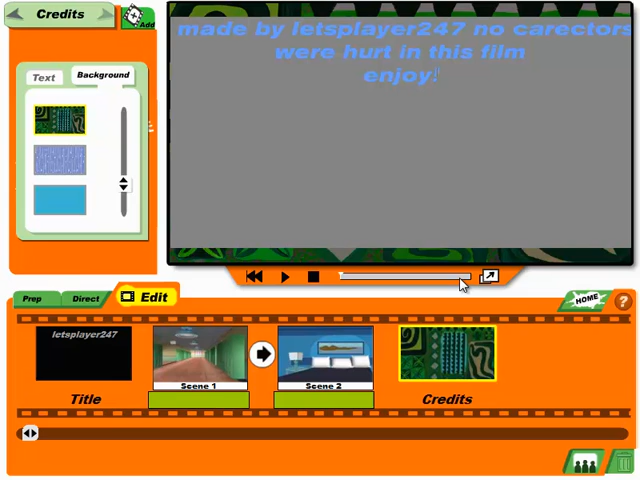 Credits
Add
made by letsplayer247 no carectors
were hurt in this film
enjoy!
Text
Background
Prep
Direct
Edit
HOME
?
letsplayer247
Scene 1
Scene 2
Title
Credits